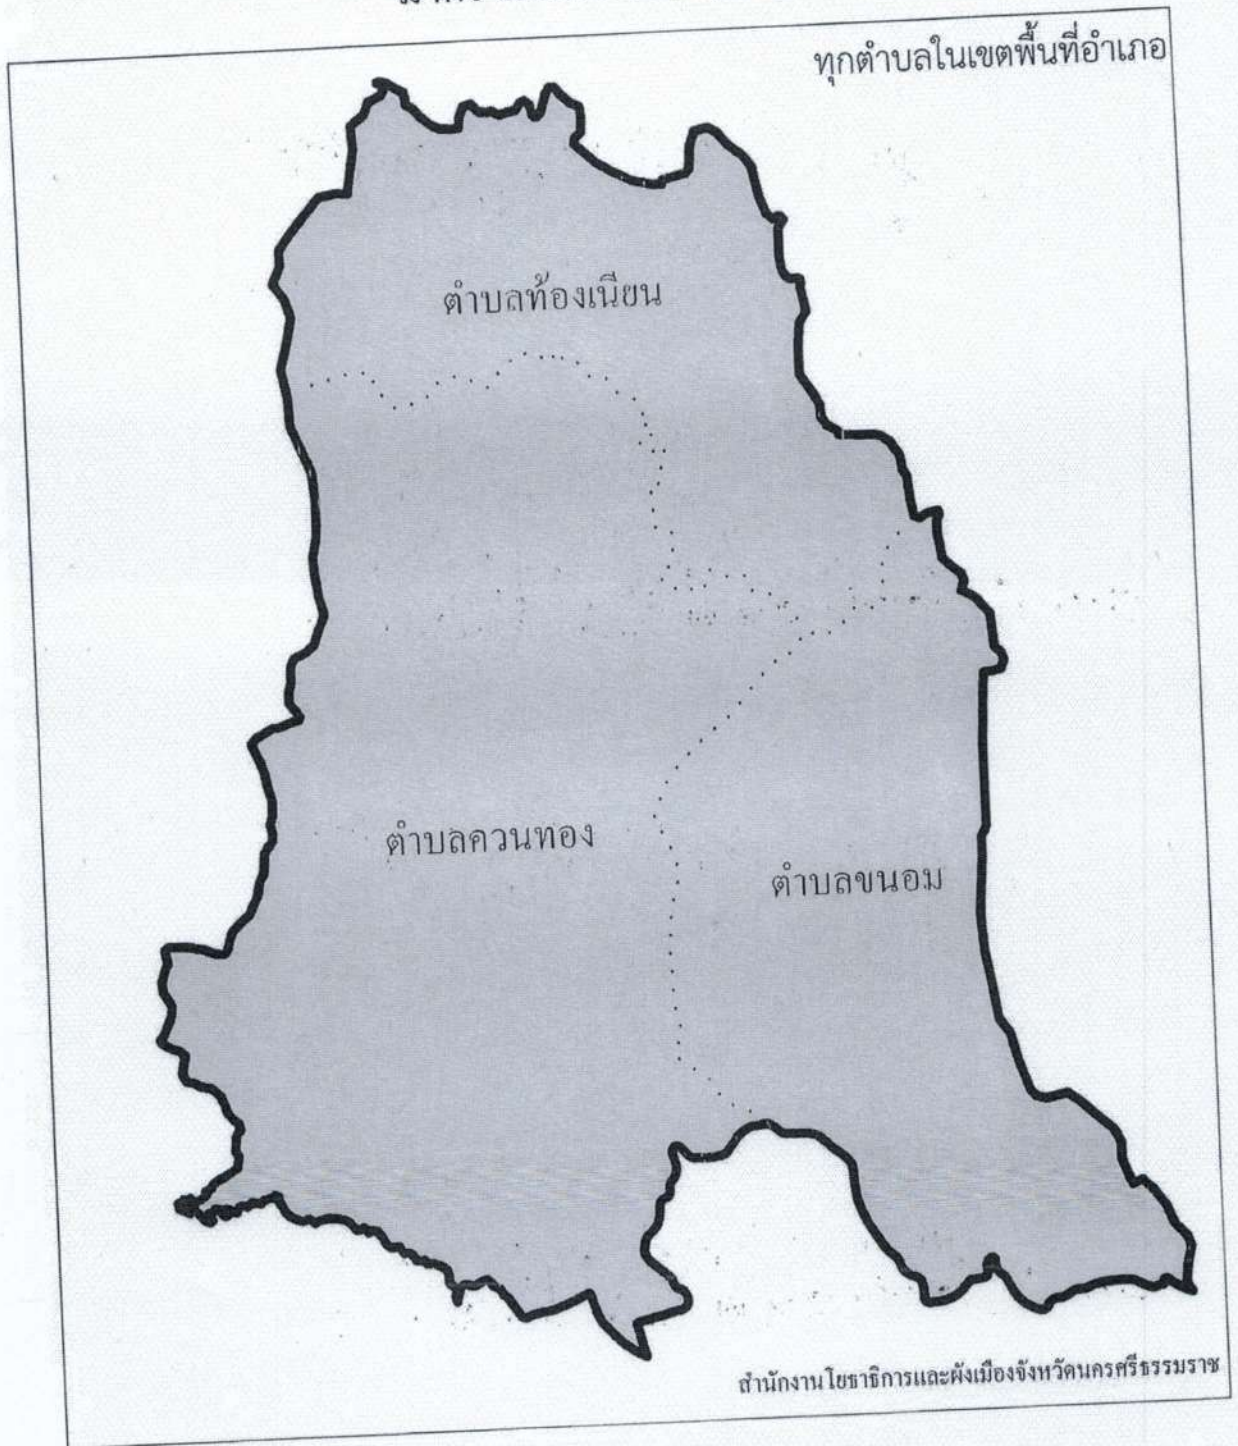 ทุกตำบลในเขตพื้นที่อำเภอ
ตำบลท้องเนียน
ตำบลควนทอง
ตำบลขนอม
สำนักงานโยธาธิการและผังเมืองจังหวัดนครศรีธรรมราช